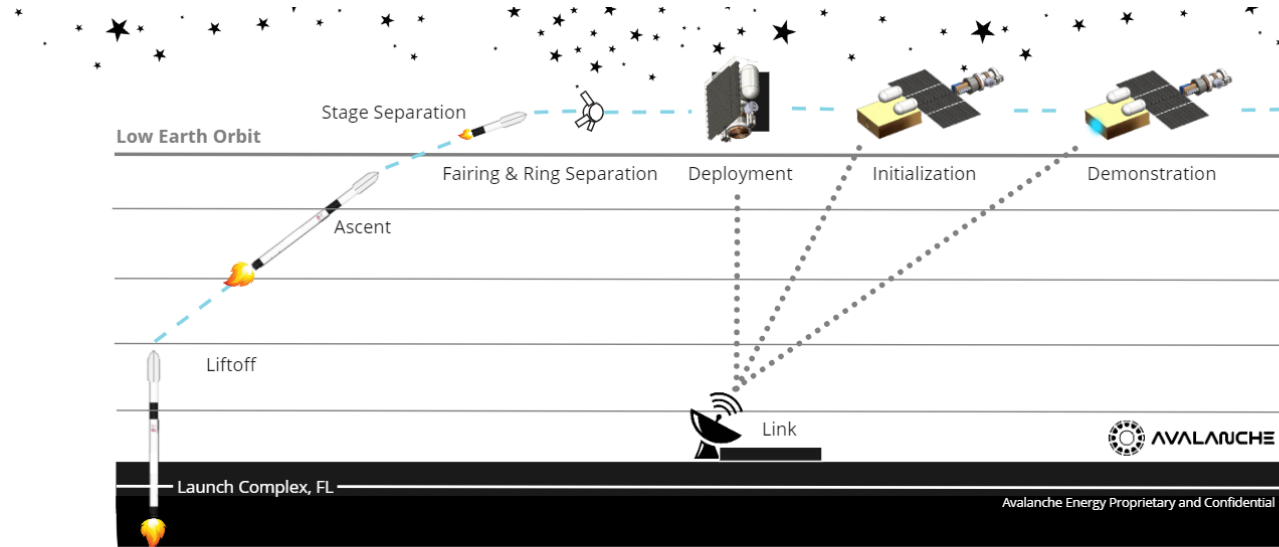 Stage Separation
Low Earth Orbit
Fairing & Ring Separation
Deployment
Initialization
Demonstration
Ascent
Liftoff
Link
AVALANCHE
Launch Complex, FL
Avalanche Energy Proprietary and Confidential